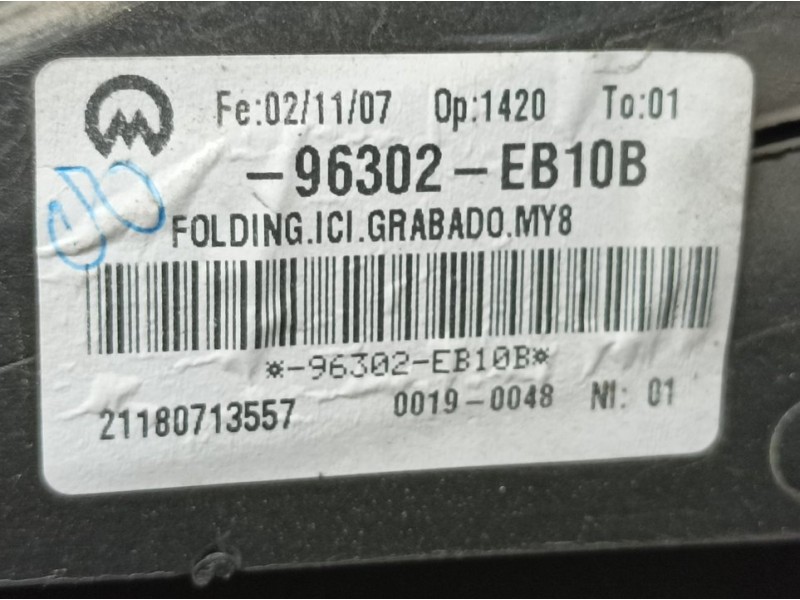 Fe:02/11/07 Op:1420 To:01
-96302-EB10B
FOLDING.ICI.GRABADO.MY8
*-96302-EB10B*
21180713557 0019-0048 NI: 01